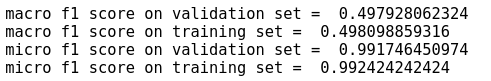 macro f1 score on validation set =  0.497928062324
macro f1 score on training set =  0.498098859316
micro f1 score on validation set =  0.991746450974
micro f1 score on training set =  0.992424242424